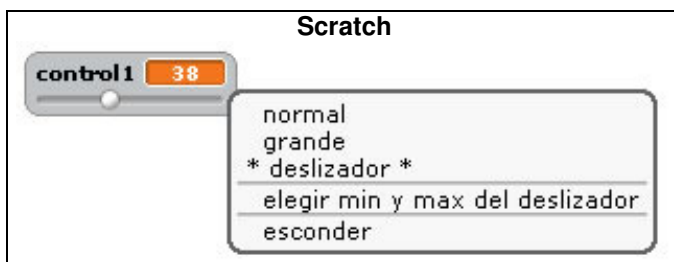 Scratch
control1 38
normal
grande
* deslizador *
elegir min y max del deslizador
esconder